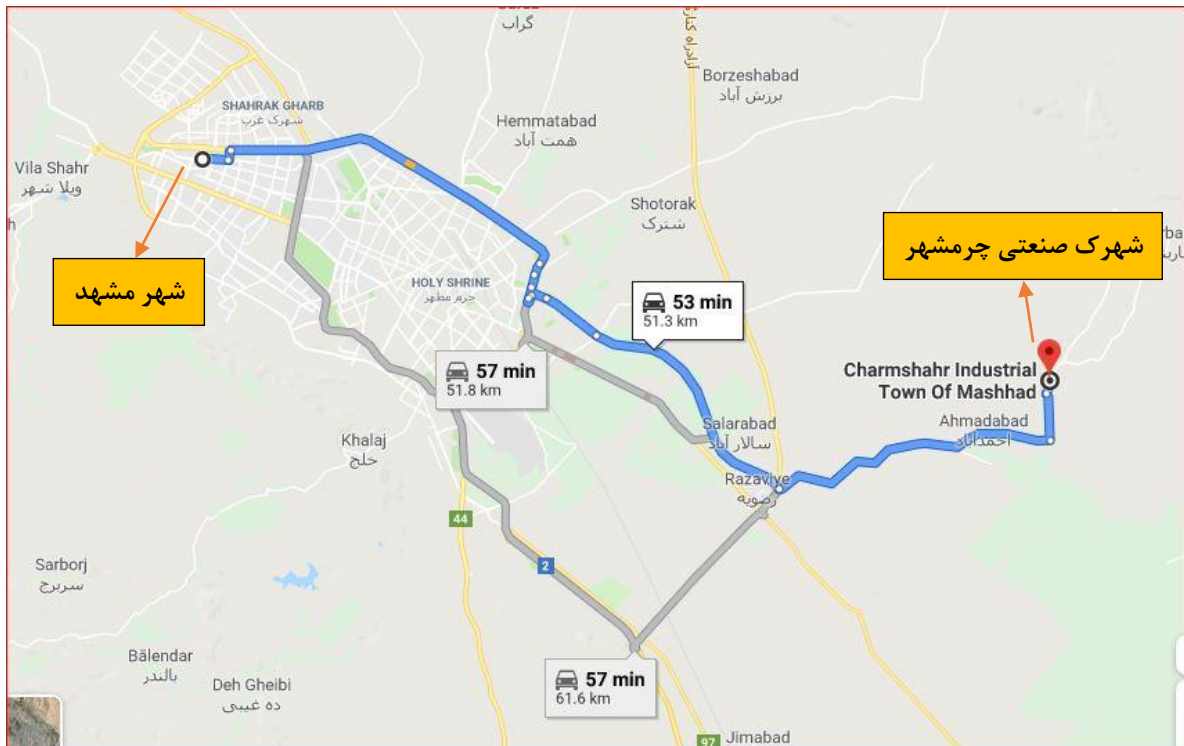 گراب
آزادراه کنار
Borzeshabad
برزش آباد
SHAHRAK GHARB
شهرک غرب
Hemmatabad
همت آباد
Vila Shahr
ویلا شهر
Shotorak
شترک
شهرک صنعتی چرمشهر
شهر مشهد
HOLY SHRINE
حرم مطهر
53 min
51.3 km
57 min
51.8 km
Charmshahr Industrial
Town Of Mashhad
Ahmadabad
احمدآباد
Salarabad
سالار آباد
Khalaj
خلج
Razaviye
رضویه
44
2
Sarborj
سربرج
Bālendar
بالندر
Deh Gheibi
ده غیبی
57 min
61.6 km
97
Jimabad